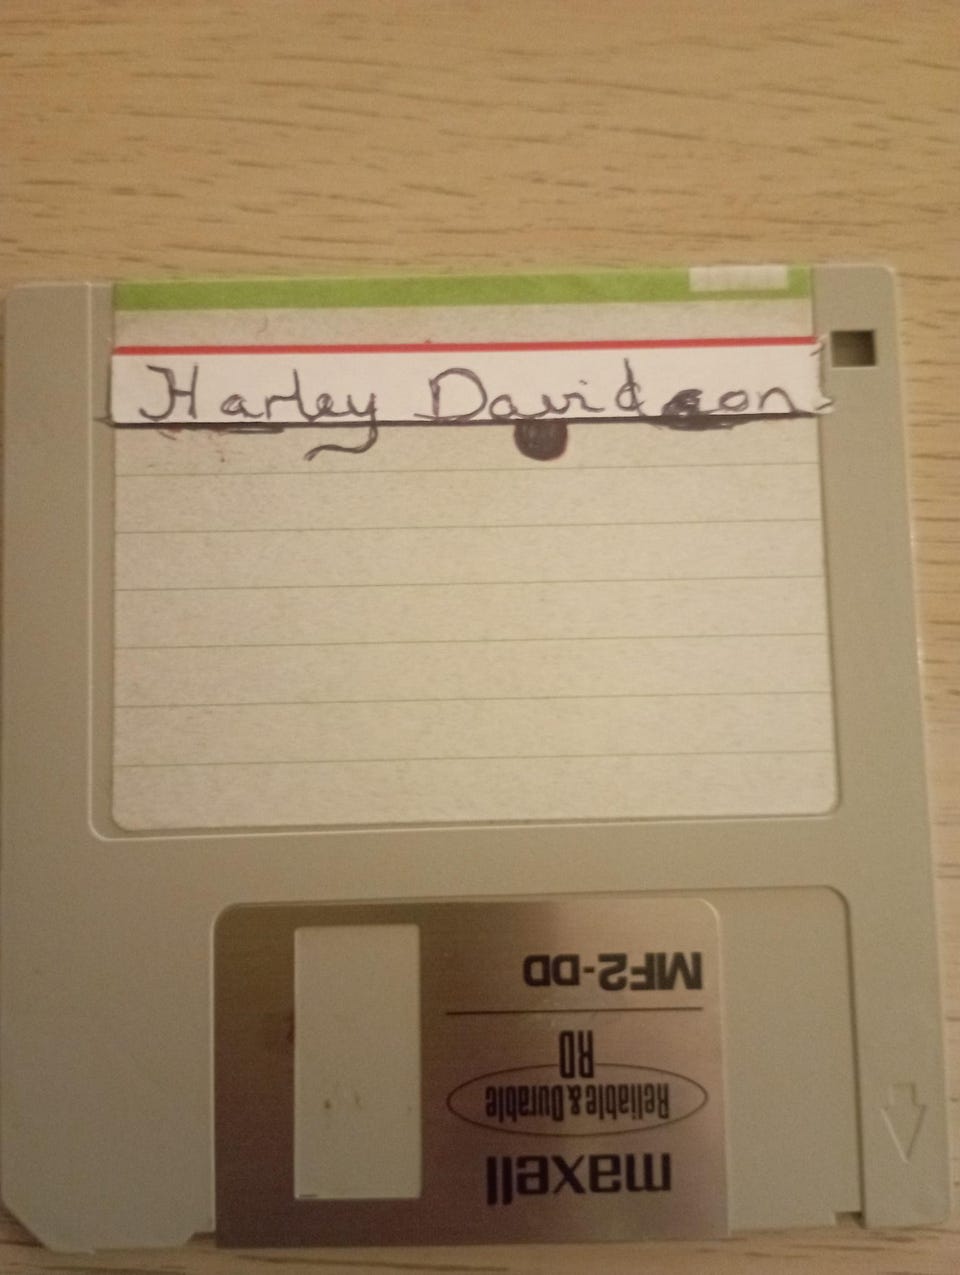 Harley Davidson
MF2-DD
RD
Reliable & Durable
maxell